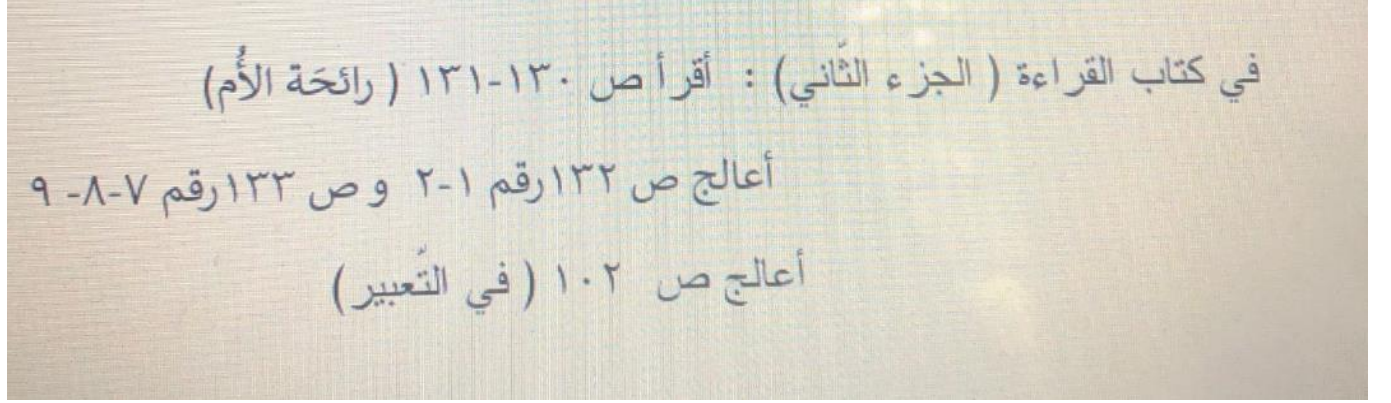 في كتاب القراءة ( الجزء الثّاني) : أقرأ ص ١٣٠-١٣١ ( رائحَة الأُم)
أعالج ص ١٣٢رقم ١-٢ و ص ١٣٣رقم ٧-٨- ٩
أعالج ص ١٠٢ ( في التّعبير)